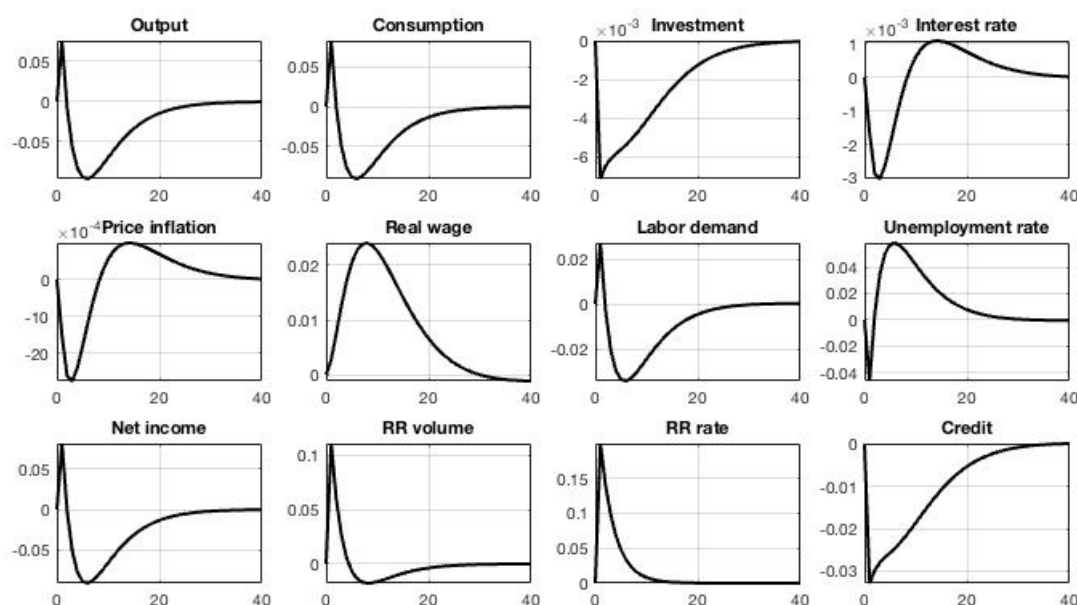 Output
0.05
0
-0.05
0 20 40
Consumption
0.05
0
-0.05
0 20 40
×10-3 Investment
0
-2
-4
-6
0 20 40
×10-3 Interest rate
1
0
-1
-2
-3
0 20 40
×10-4 Price inflation
0
-10
-20
0 20 40
Real wage
0.02
0.01
0
0 20 40
Labor demand
0.02
0
-0.02
0 20 40
Unemployment rate
0.04
0.02
0
-0.02
-0.04
0 20 40
Net income
0.05
0
-0.05
0 20 40
RR volume
0.1
0.05
0
0 20 40
RR rate
0.15
0.1
0.05
0
0 20 40
Credit
0
-0.01
-0.02
-0.03
0 20 40